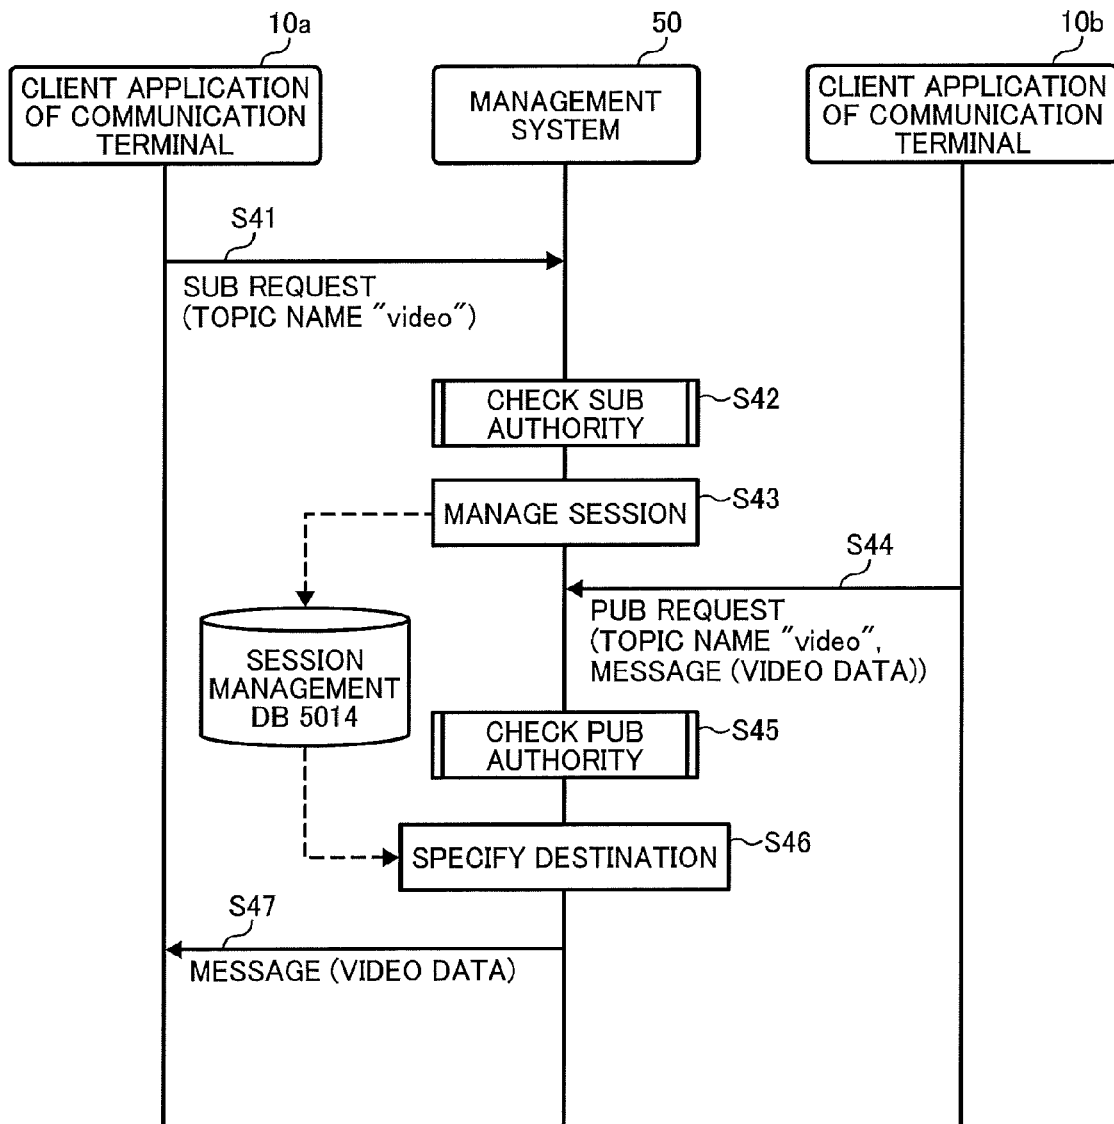 10a
50
10b
CLIENT APPLICATION
OF COMMUNICATION
TERMINAL
MANAGEMENT
SYSTEM
CLIENT APPLICATION
OF COMMUNICATION
TERMINAL
S41
SUB REQUEST
(TOPIC NAME "video")
CHECK SUB
AUTHORITY
S42
MANAGE SESSION
S43
S44
PUB REQUEST
(TOPIC NAME "video",
MESSAGE (VIDEO DATA))
SESSION
MANAGEMENT
DB 5014
CHECK PUB
AUTHORITY
S45
SPECIFY DESTINATION
S46
S47
MESSAGE (VIDEO DATA)